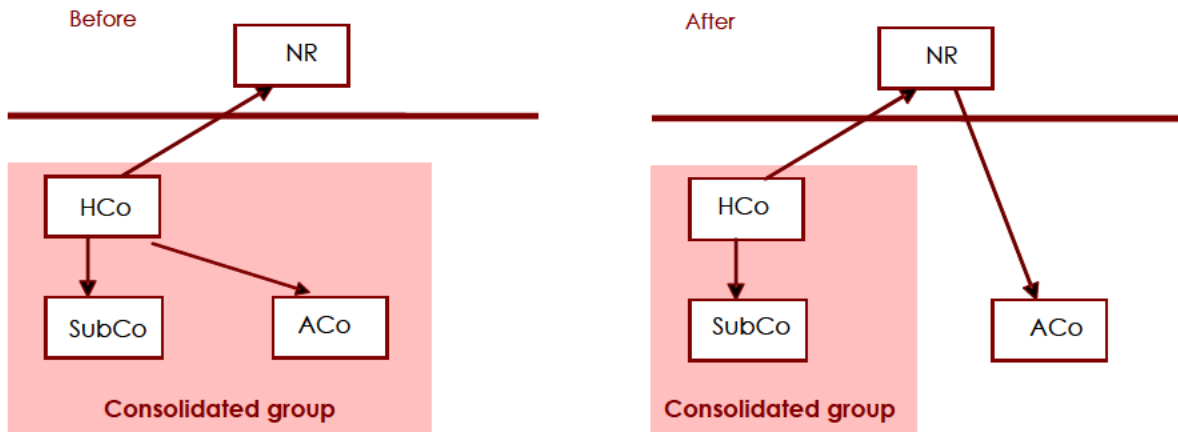 Before
NR
HCo
SubCo
ACo
Consolidated group
After
NR
HCo
SubCo
ACo
Consolidated group